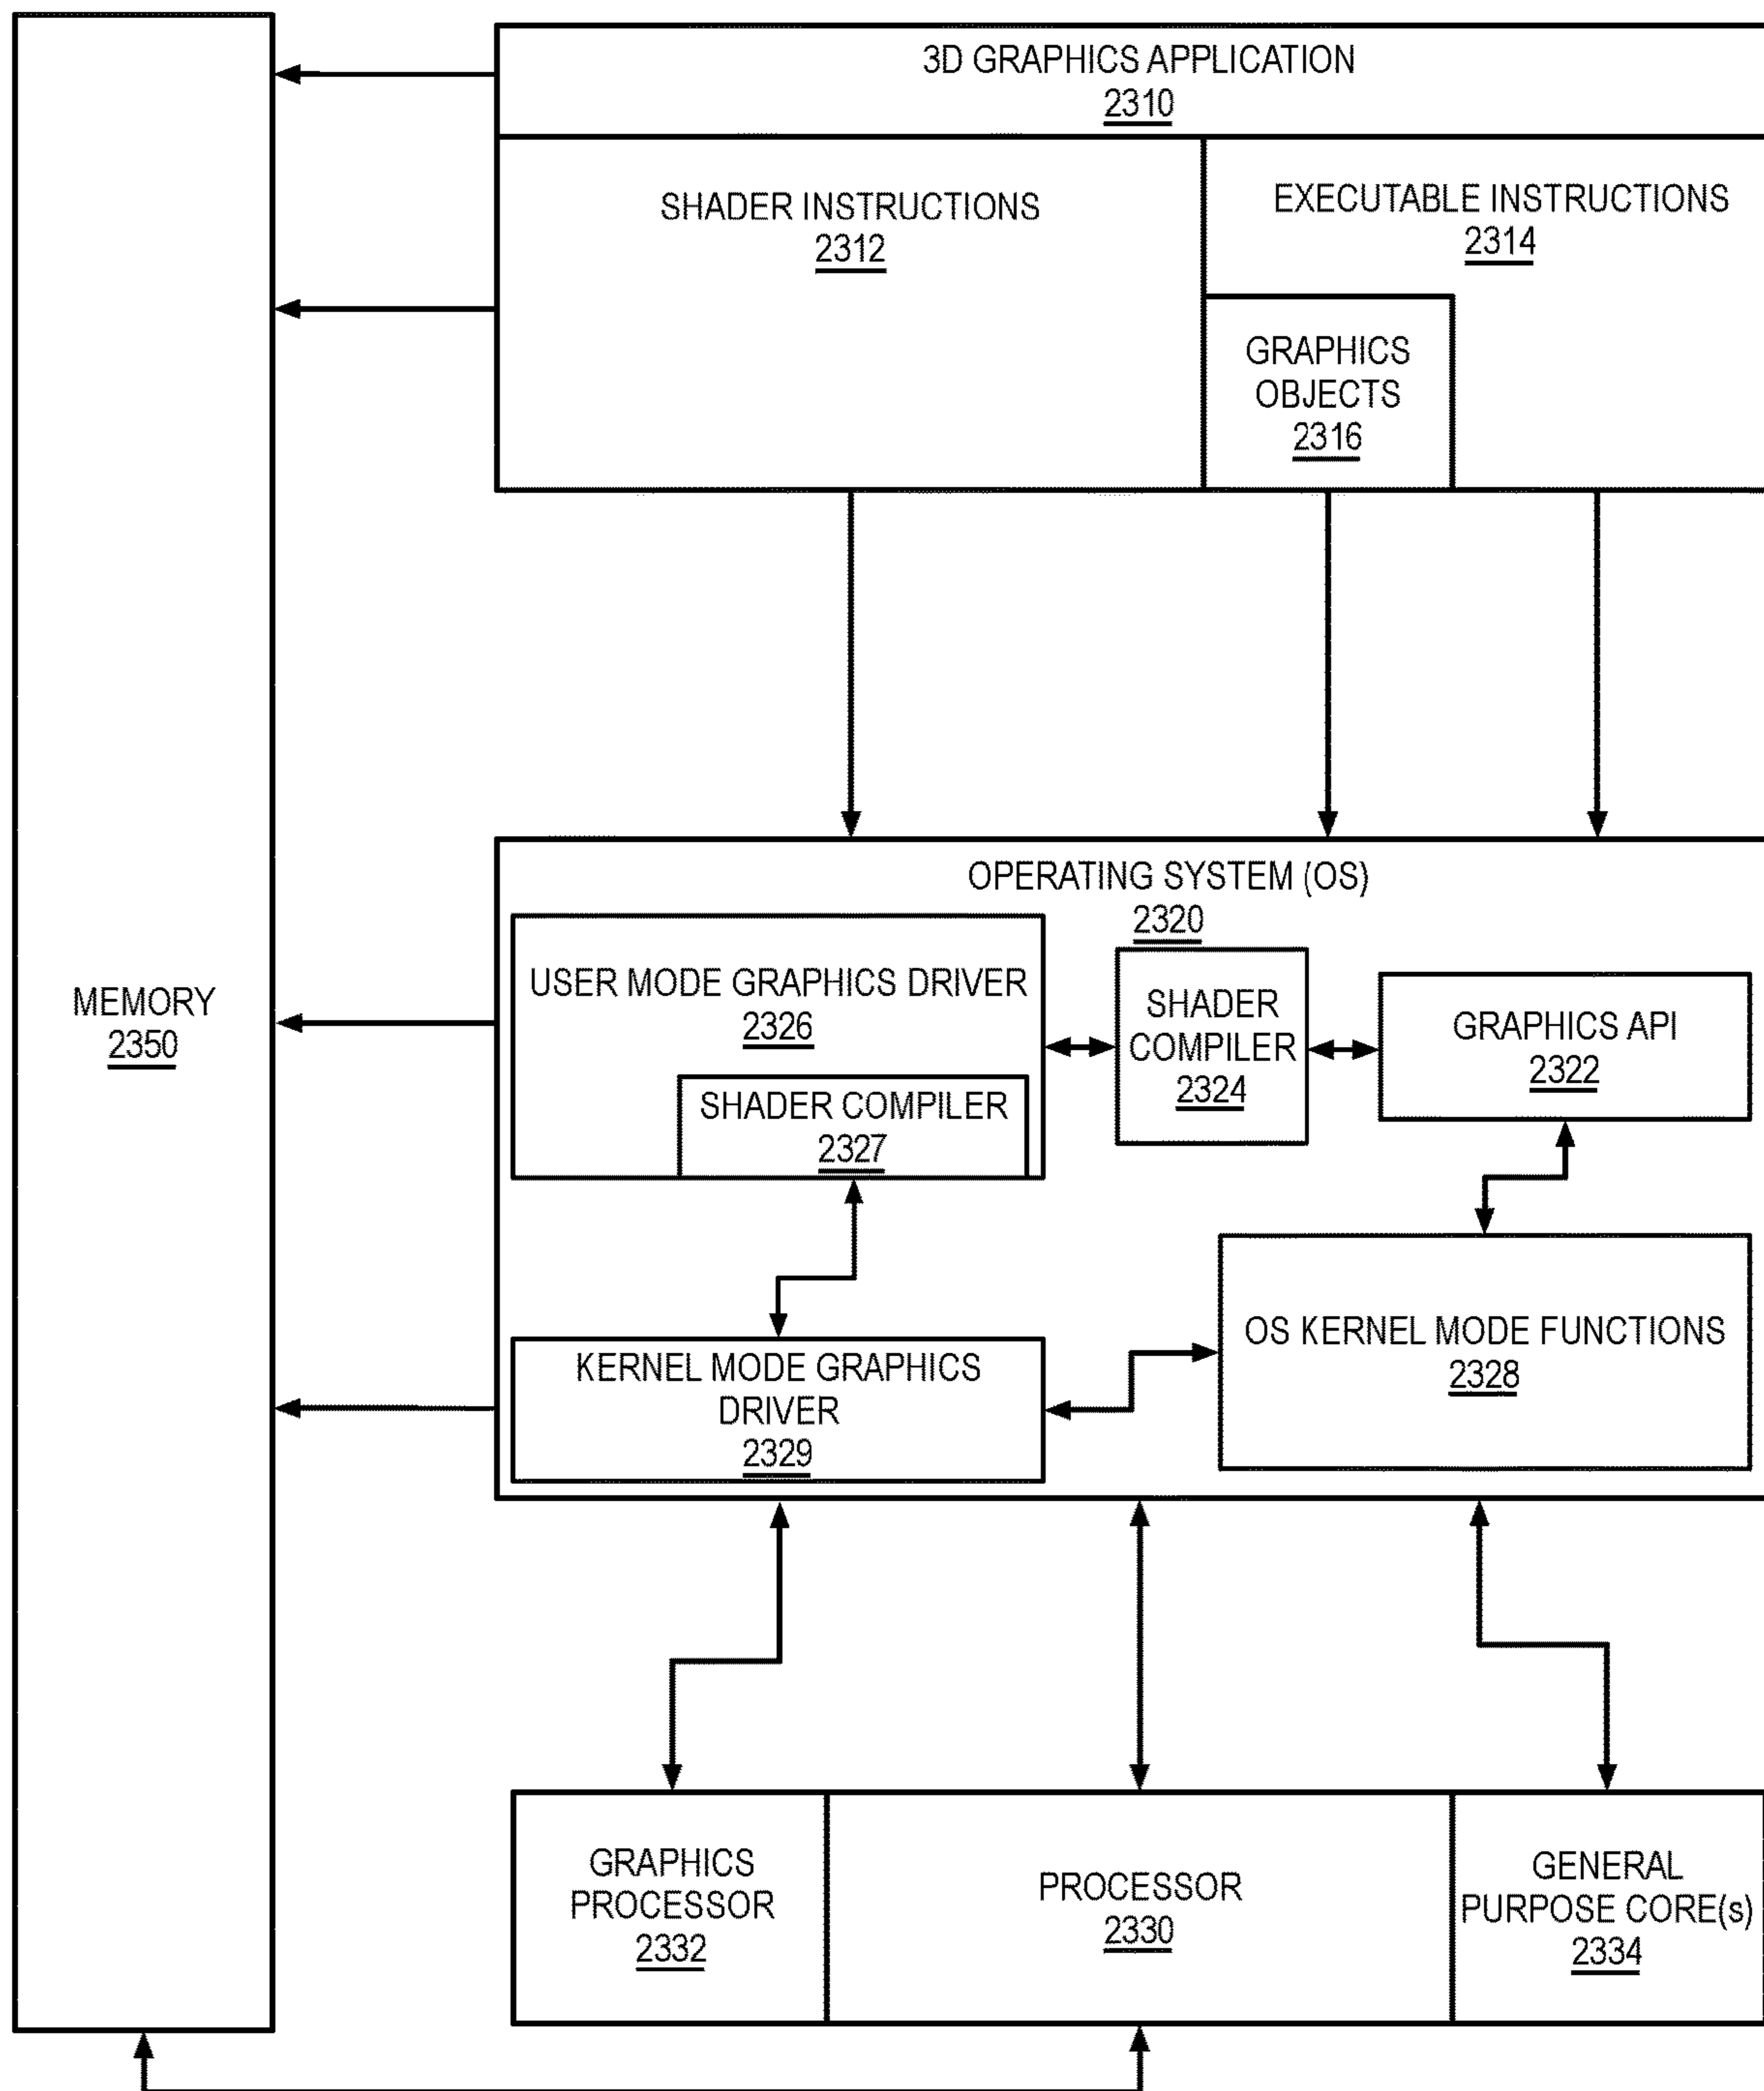 3D GRAPHICS APPLICATION
2310
SHADER INSTRUCTIONS
2312
EXECUTABLE INSTRUCTIONS
2314
GRAPHICS
OBJECTS
2316
MEMORY
2350
OPERATING SYSTEM (OS)
2320
USER MODE GRAPHICS DRIVER
2326
SHADER COMPILER
2327
SHADER
COMPILER
2324
GRAPHICS API
2322
KERNEL MODE GRAPHICS
DRIVER
2329
OS KERNEL MODE FUNCTIONS
2328
GRAPHICS
PROCESSOR
2332
PROCESSOR
2330
GENERAL
PURPOSE CORE(s)
2334